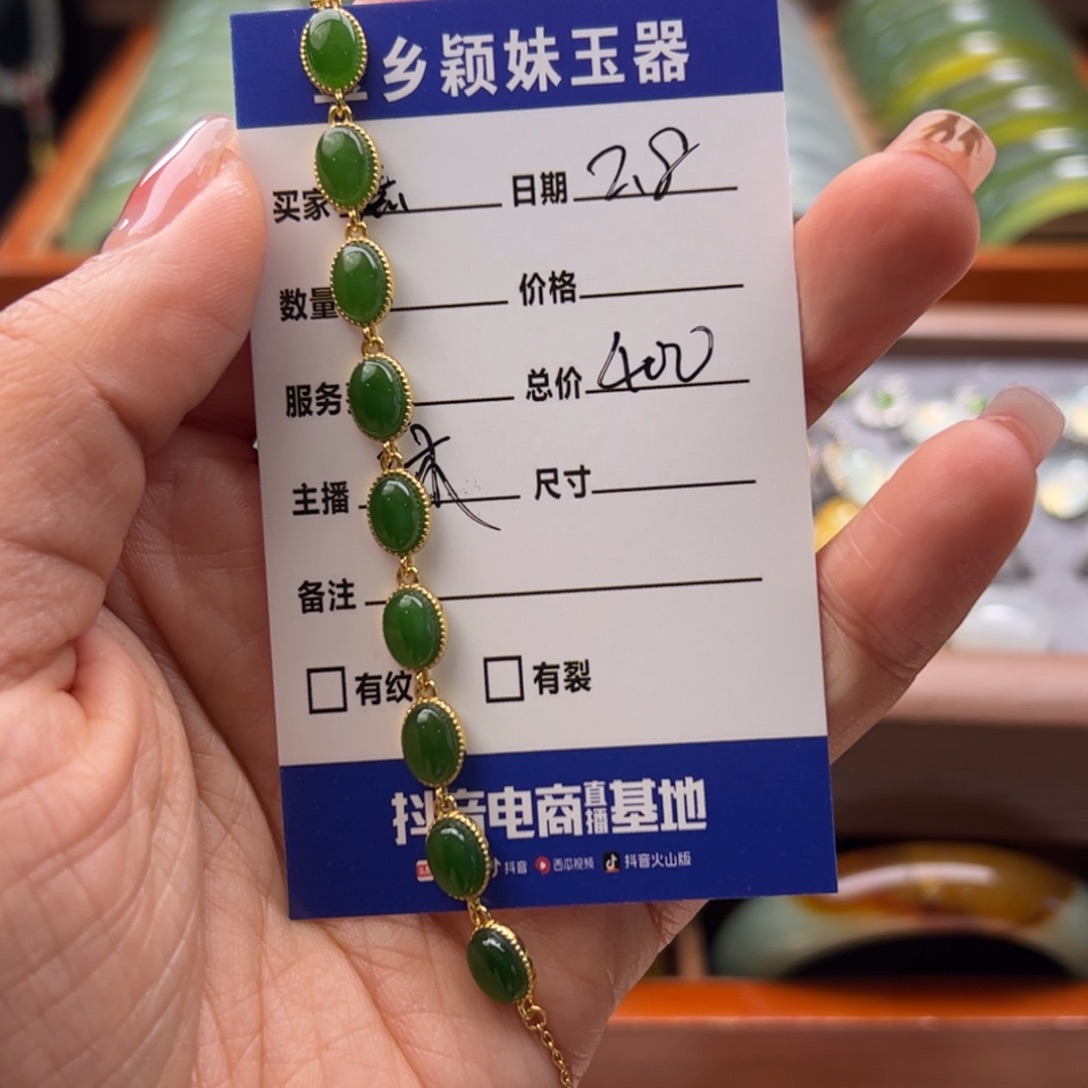 乡颖妹玉器
买家 日期 2.8
数量 价格
服务 总价 400
主播 尺寸
备注
有纹 有裂
抖音电商直播基地
抖音 西瓜视频 抖音火山版